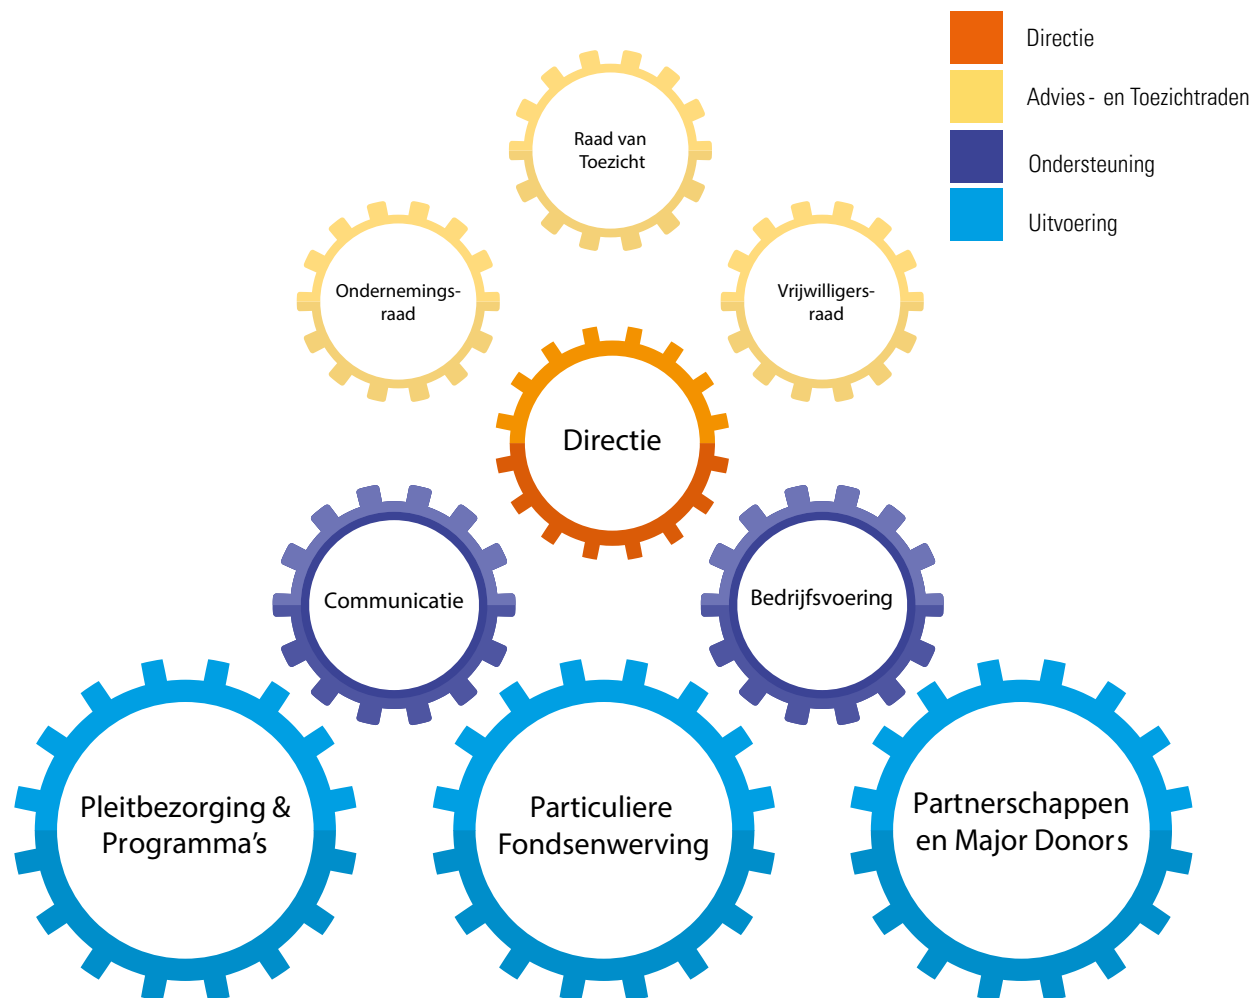 Directie
Advies- en Toezichtraden
Ondersteuning
Uitvoering
Raad van
Toezicht
Ondernemings-
raad
Vrijwilligers-
raad
Directie
Communicatie
Bedrijfsvoering
Pleitbezorging &
Programma’s
Particuliere
Fondsenwerving
Partnerschappen
en Major Donors